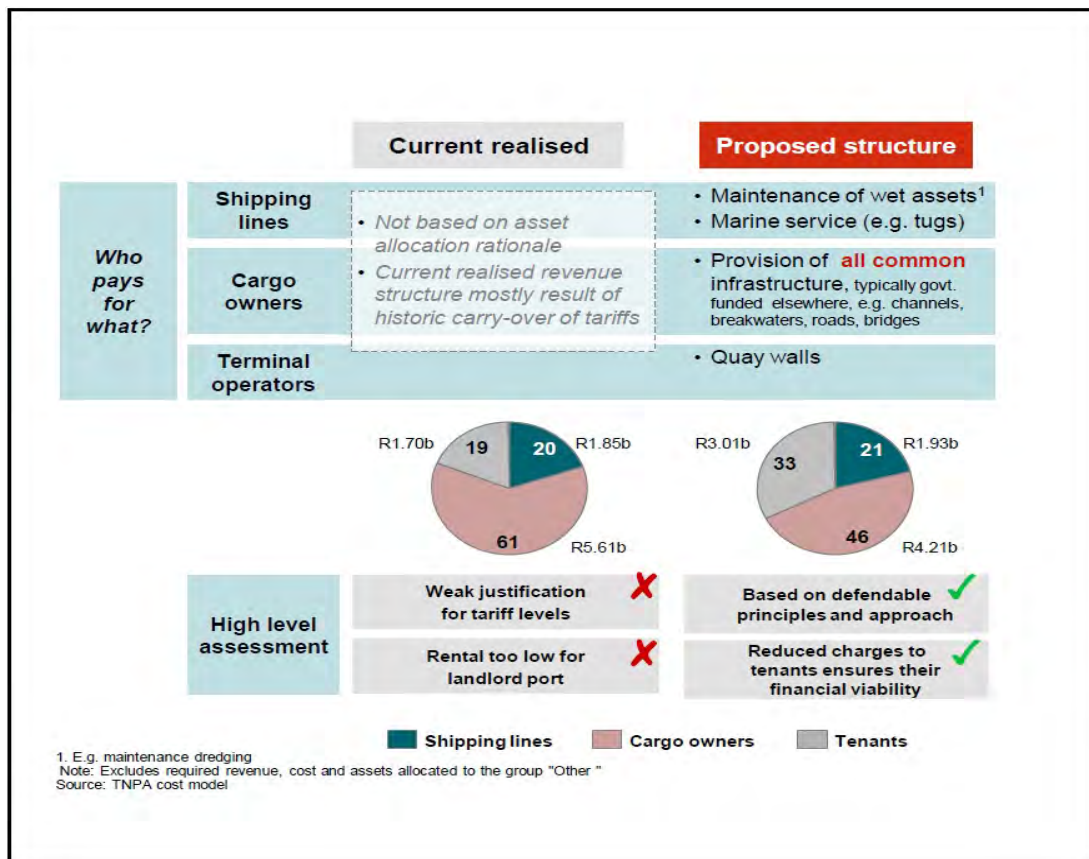 Current realised
Proposed structure
Who
pays
for
what?
Shipping
lines
Cargo
owners
Terminal
operators
• Not based on asset
allocation rationale
• Current realised revenue
structure mostly result of
historic carry-over of tariffs
• Maintenance of wet assets¹
• Marine service (e.g. tugs)
• Provision of all common
infrastructure, typically govt.
funded elsewhere, e.g. channels,
breakwaters, roads, bridges
• Quay walls
R1.70b
19
20
R1.85b
61
R5.61b
R3.01b
33
21
R1.93b
46
R4.21b
High level
assessment
Weak justification
for tariff levels
Rental too low for
landlord port
Based on defendable
principles and approach
Reduced charges to
tenants ensures their
financial viability
Shipping lines
Cargo owners
Tenants
1. E.g. maintenance dredging
Note: Excludes required revenue, cost and assets allocated to the group "Other "
Source: TNPA cost model